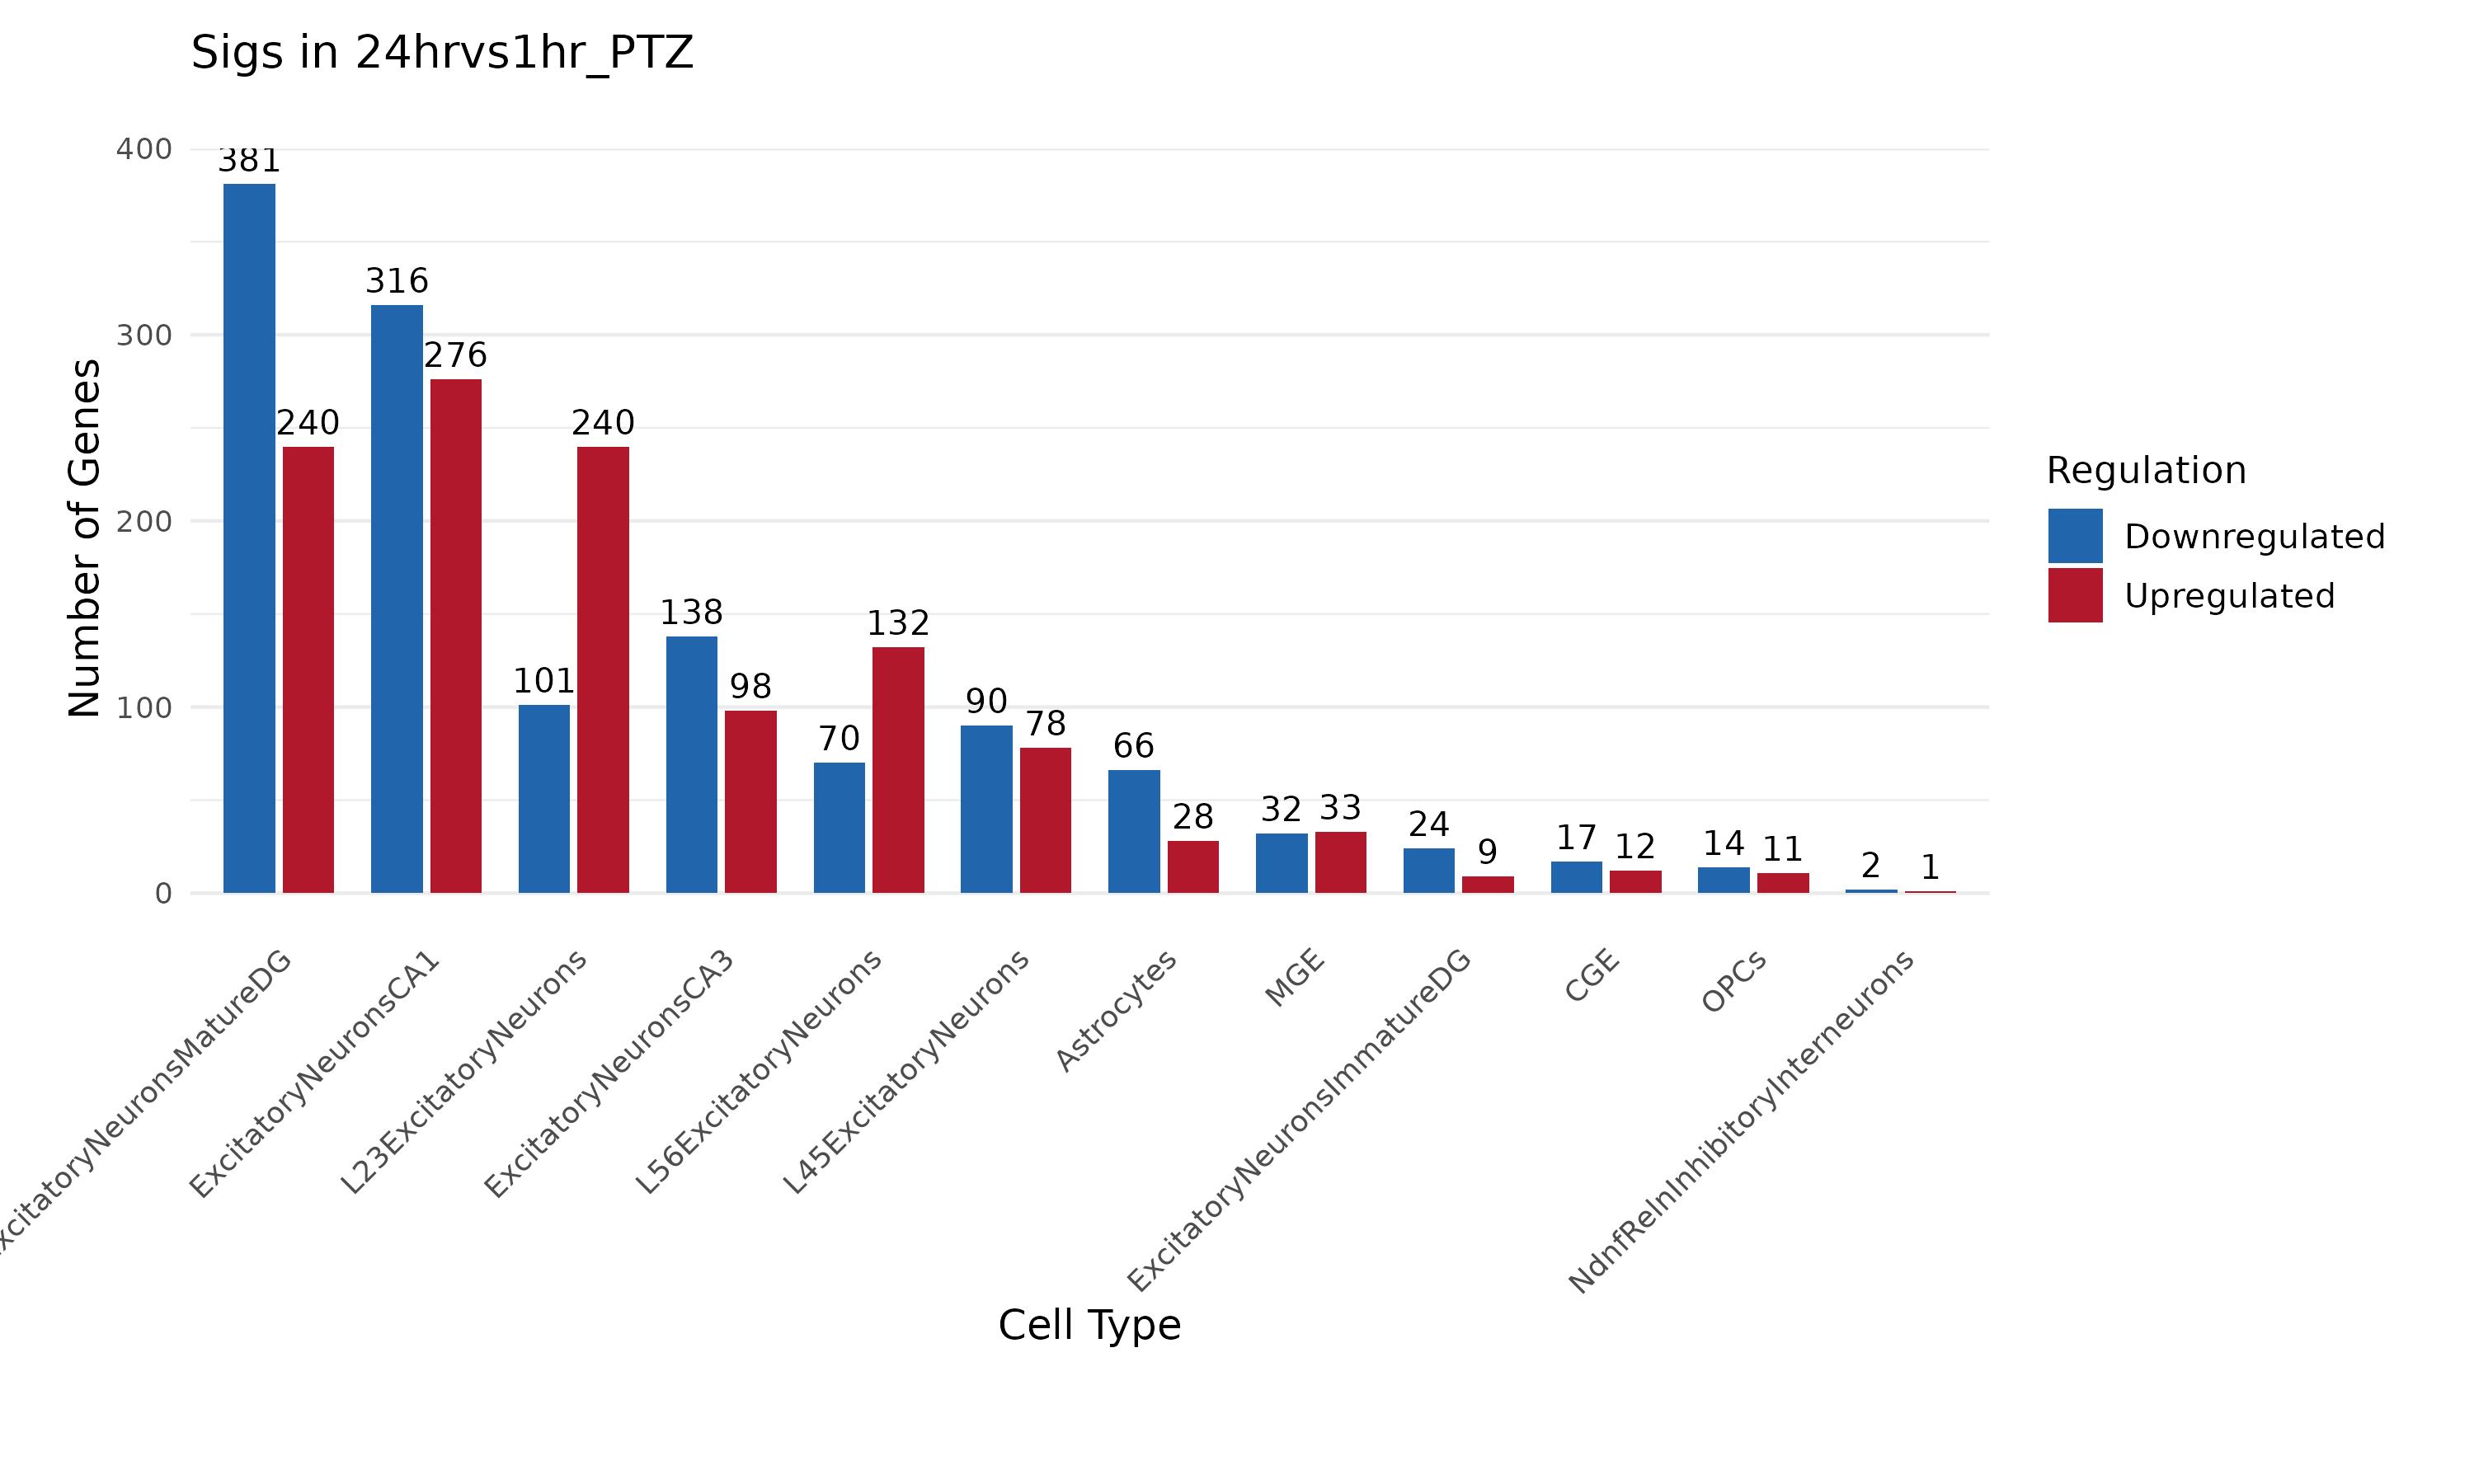 Sigs in 24hrvs1hr_PTZ
Number of Genes
400
300
200
100
0
381
240
316
276
101
240
138
98
70
132
90
78
66
28
32
33
24
9
17
12
14
11
2
1
xcitatoryNeuronsMatureDG
ExcitatoryNeuronsCA1
L23ExcitatoryNeurons
ExcitatoryNeuronsCA3
L56ExcitatoryNeurons
L45ExcitatoryNeurons
Astrocytes
MGE
ExcitatoryNeuronsImmatureDG
CGE
OPCs
NdnfRelnInhibitoryInterneurons
Cell Type
Regulation
Downregulated
Upregulated